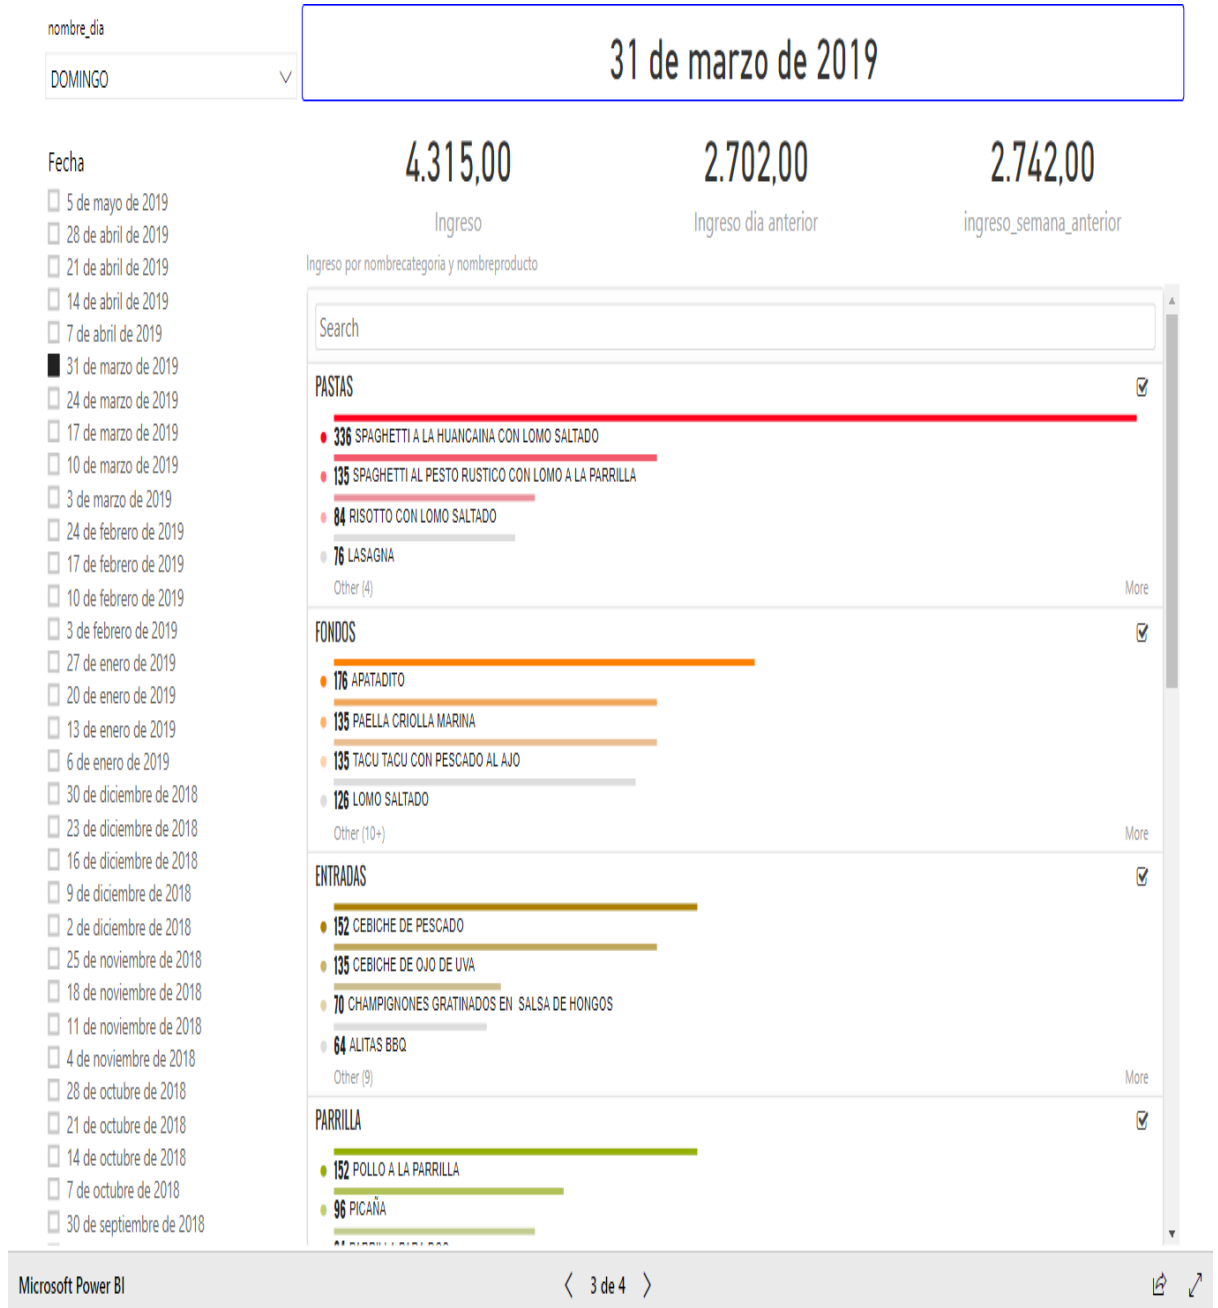 nombre_dia
DOMINGO
31 de marzo de 2019
4.315,00
Ingreso
2.702,00
Ingreso dia anterior
2.742,00
ingreso_semana_anterior
Fecha
5 de mayo de 2019
28 de abril de 2019
21 de abril de 2019
14 de abril de 2019
7 de abril de 2019
31 de marzo de 2019
24 de marzo de 2019
17 de marzo de 2019
10 de marzo de 2019
3 de marzo de 2019
24 de febrero de 2019
17 de febrero de 2019
10 de febrero de 2019
3 de febrero de 2019
27 de enero de 2019
20 de enero de 2019
13 de enero de 2019
6 de enero de 2019
30 de diciembre de 2018
23 de diciembre de 2018
16 de diciembre de 2018
9 de diciembre de 2018
2 de diciembre de 2018
25 de noviembre de 2018
18 de noviembre de 2018
11 de noviembre de 2018
4 de noviembre de 2018
28 de octubre de 2018
21 de octubre de 2018
14 de octubre de 2018
7 de octubre de 2018
30 de septiembre de 2018
Ingreso por nombrecategoria y nombreproducto
Search
PASTAS
336 SPAGHETTI A LA HUANCAINA CON LOMO SALTADO
135 SPAGHETTI AL PESTO RUSTICO CON LOMO A LA PARRILLA
84 RISOTTO CON LOMO SALTADO
76 LASAGNA
Other (4) More
FONDOS
176 APATADITO
135 PAELLA CRIOLLA MARINA
135 TACU TACU CON PESCADO AL AJO
126 LOMO SALTADO
Other (10+) More
ENTRADAS
152 CEBICHE DE PESCADO
135 CEBICHE DE OJO DE UVA
70 CHAMPIGNONES GRATINADOS EN SALSA DE HONGOS
64 ALITAS BBQ
Other (9) More
PARRILLA
152 POLLO A LA PARRILLA
96 PICAÑA
Microsoft Power BI
3 de 4